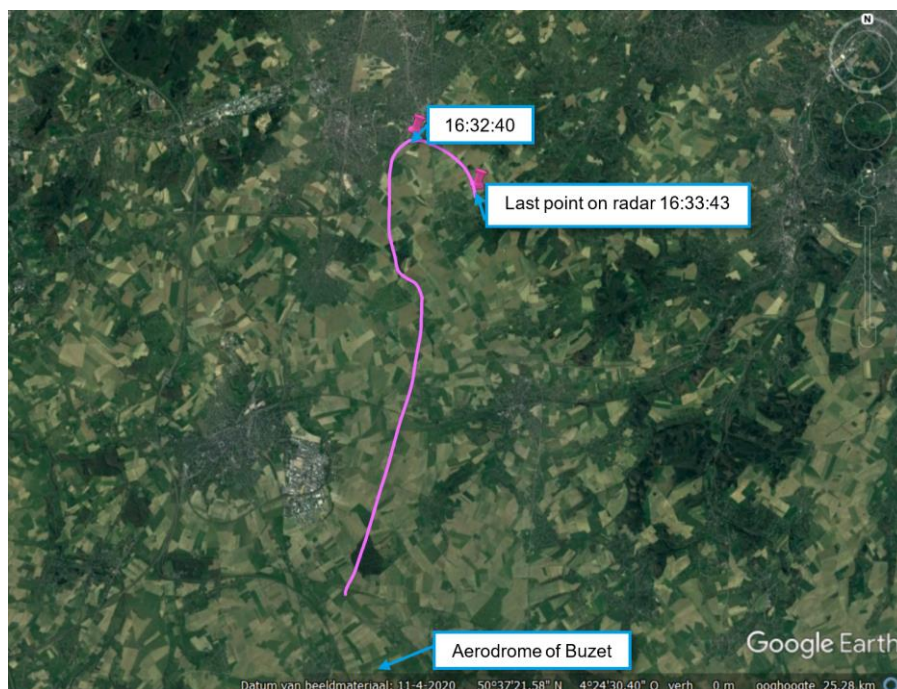 N
16:32:40
Last point on radar 16:33:43
Aerodrome of Buzet
Google Earth
Datum van beeldmateriaal: 11-4-2020 50°37'21.58" N 4°24'30.40" O verh 0 m ooghoogte 25.28 km